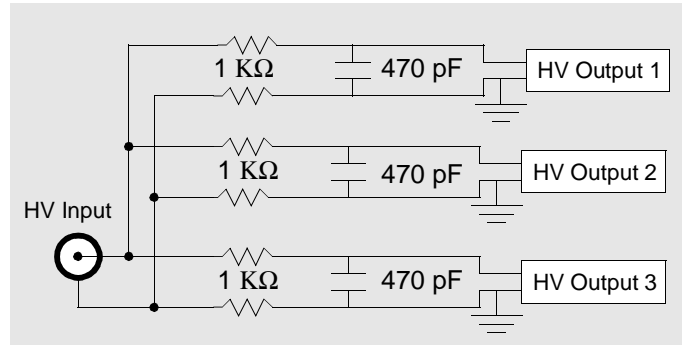 1 KΩ
470 pF
HV Output 1
1 KΩ
470 pF
HV Output 2
HV Input
1 KΩ
470 pF
HV Output 3